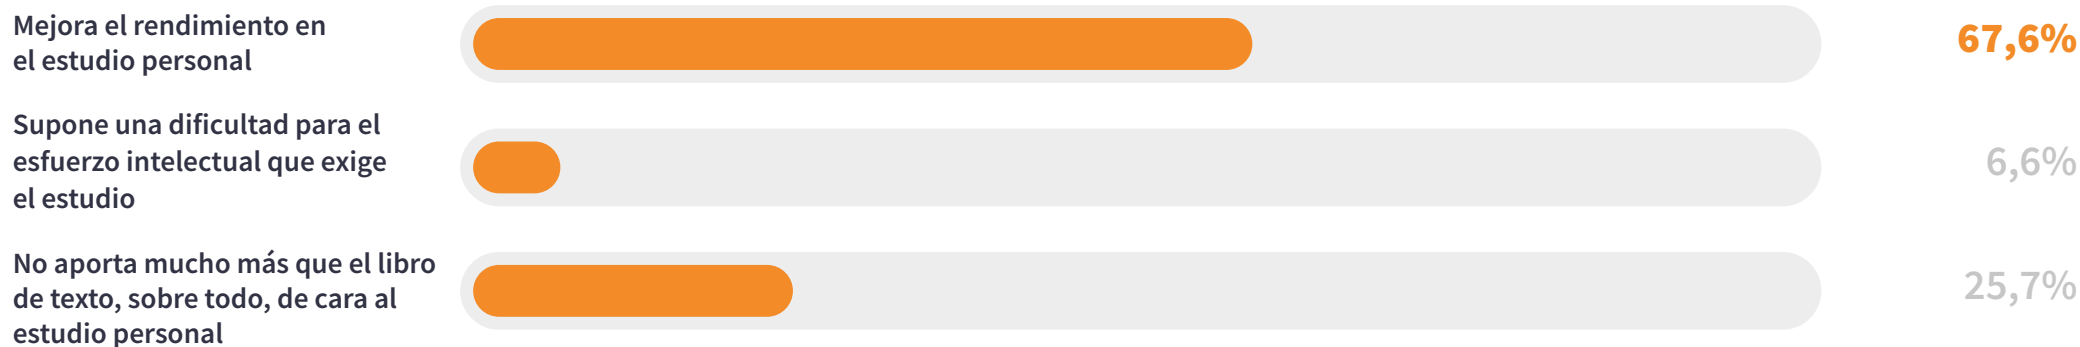 Mejora el rendimiento en
el estudio personal
67,6%
Supone una dificultad para el
esfuerzo intelectual que exige
el estudio
6,6%
No aporta mucho más que el libro
de texto, sobre todo, de cara al
estudio personal
25,7%